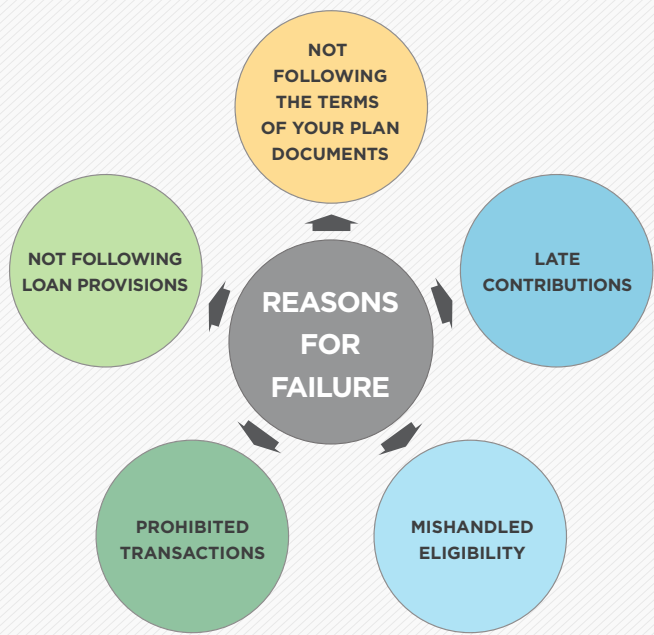 NOT
FOLLOWING
THE TERMS
OF YOUR PLAN
DOCUMENTS
NOT FOLLOWING
LOAN PROVISIONS
LATE
CONTRIBUTIONS
REASONS
FOR
FAILURE
PROHIBITED
TRANSACTIONS
MISHANDLED
ELIGIBILITY